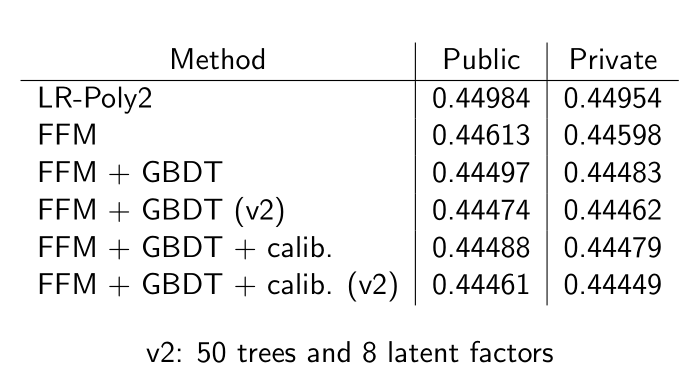 Method Public Private
LR-Poly2 0.44984 0.44954
FFM 0.44613 0.44598
FFM + GBDT 0.44497 0.44483
FFM + GBDT (v2) 0.44474 0.44462
FFM + GBDT + calib. 0.44488 0.44479
FFM + GBDT + calib. (v2) 0.44461 0.44449
v2: 50 trees and 8 latent factors